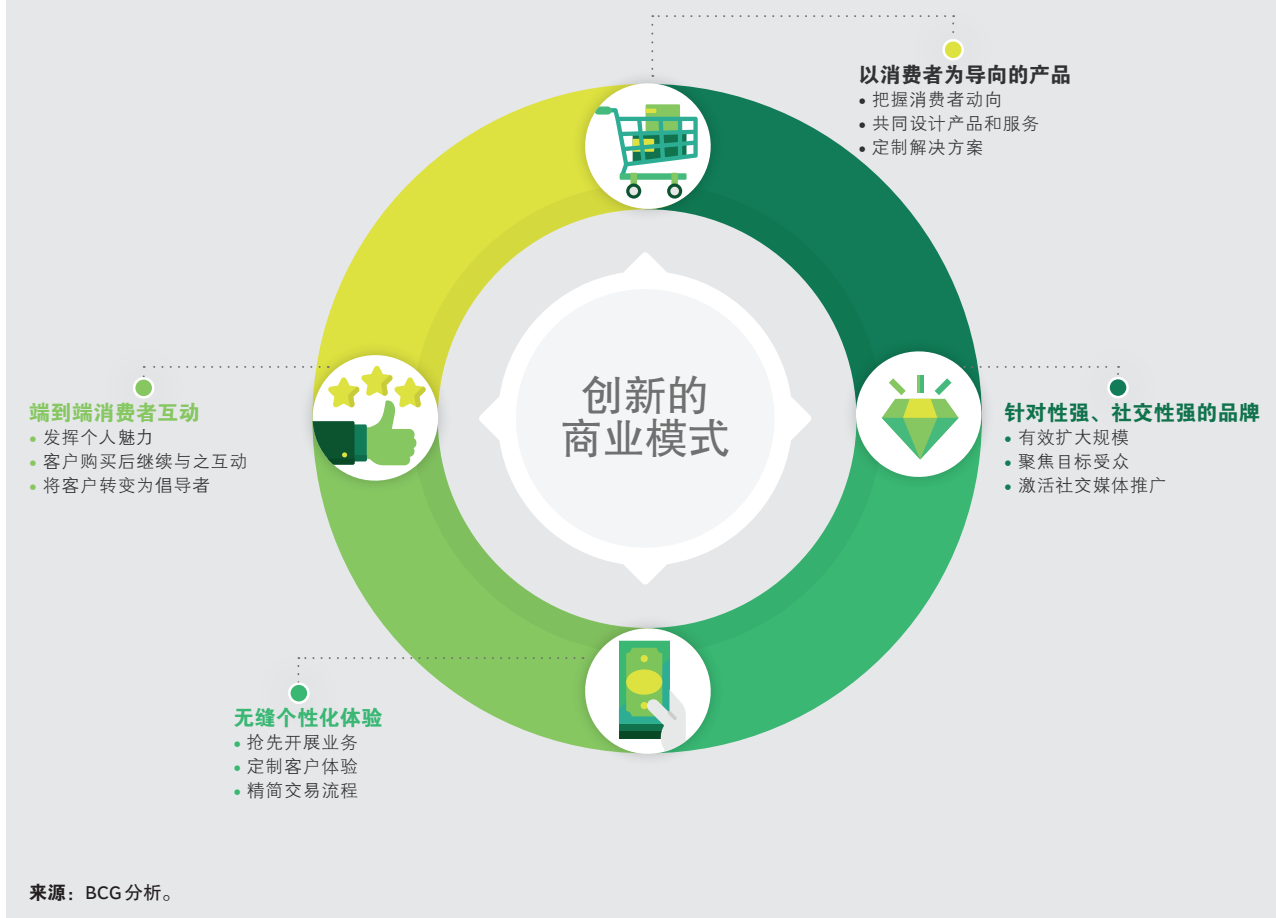 以消费者为导向的产品
• 把握消费者动向
• 共同设计产品和服务
• 定制解决方案
创新的
商业模式
针对性强、社交性强的品牌
• 有效扩大规模
• 聚焦目标受众
• 激活社交媒体推广
端到端消费者互动
• 发挥个人魅力
• 客户购买后继续与之互动
• 将客户转变为倡导者
无缝个性化体验
• 抢先开展业务
• 定制客户体验
• 精简交易流程
来源：BCG 分析。